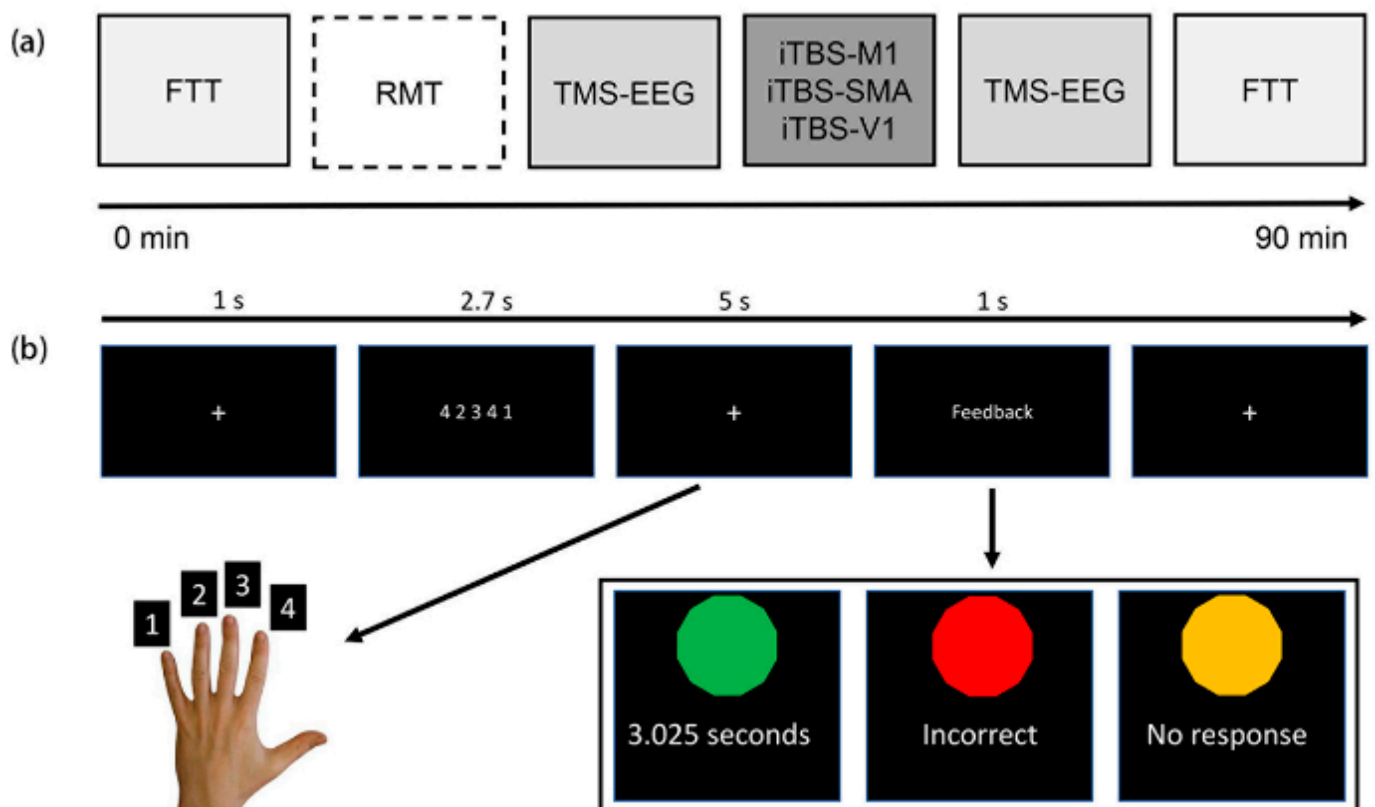 (a)
FTT
RMT
TMS-EEG
iTBS-M1
iTBS-SMA
iTBS-V1
TMS-EEG
FTT
0 min
90 min
1 s
2.7 s
5 s
1 s
(b)
+
4 2 3 4 1
+
Feedback
+
1
2
3
4
3.025 seconds
Incorrect
No response